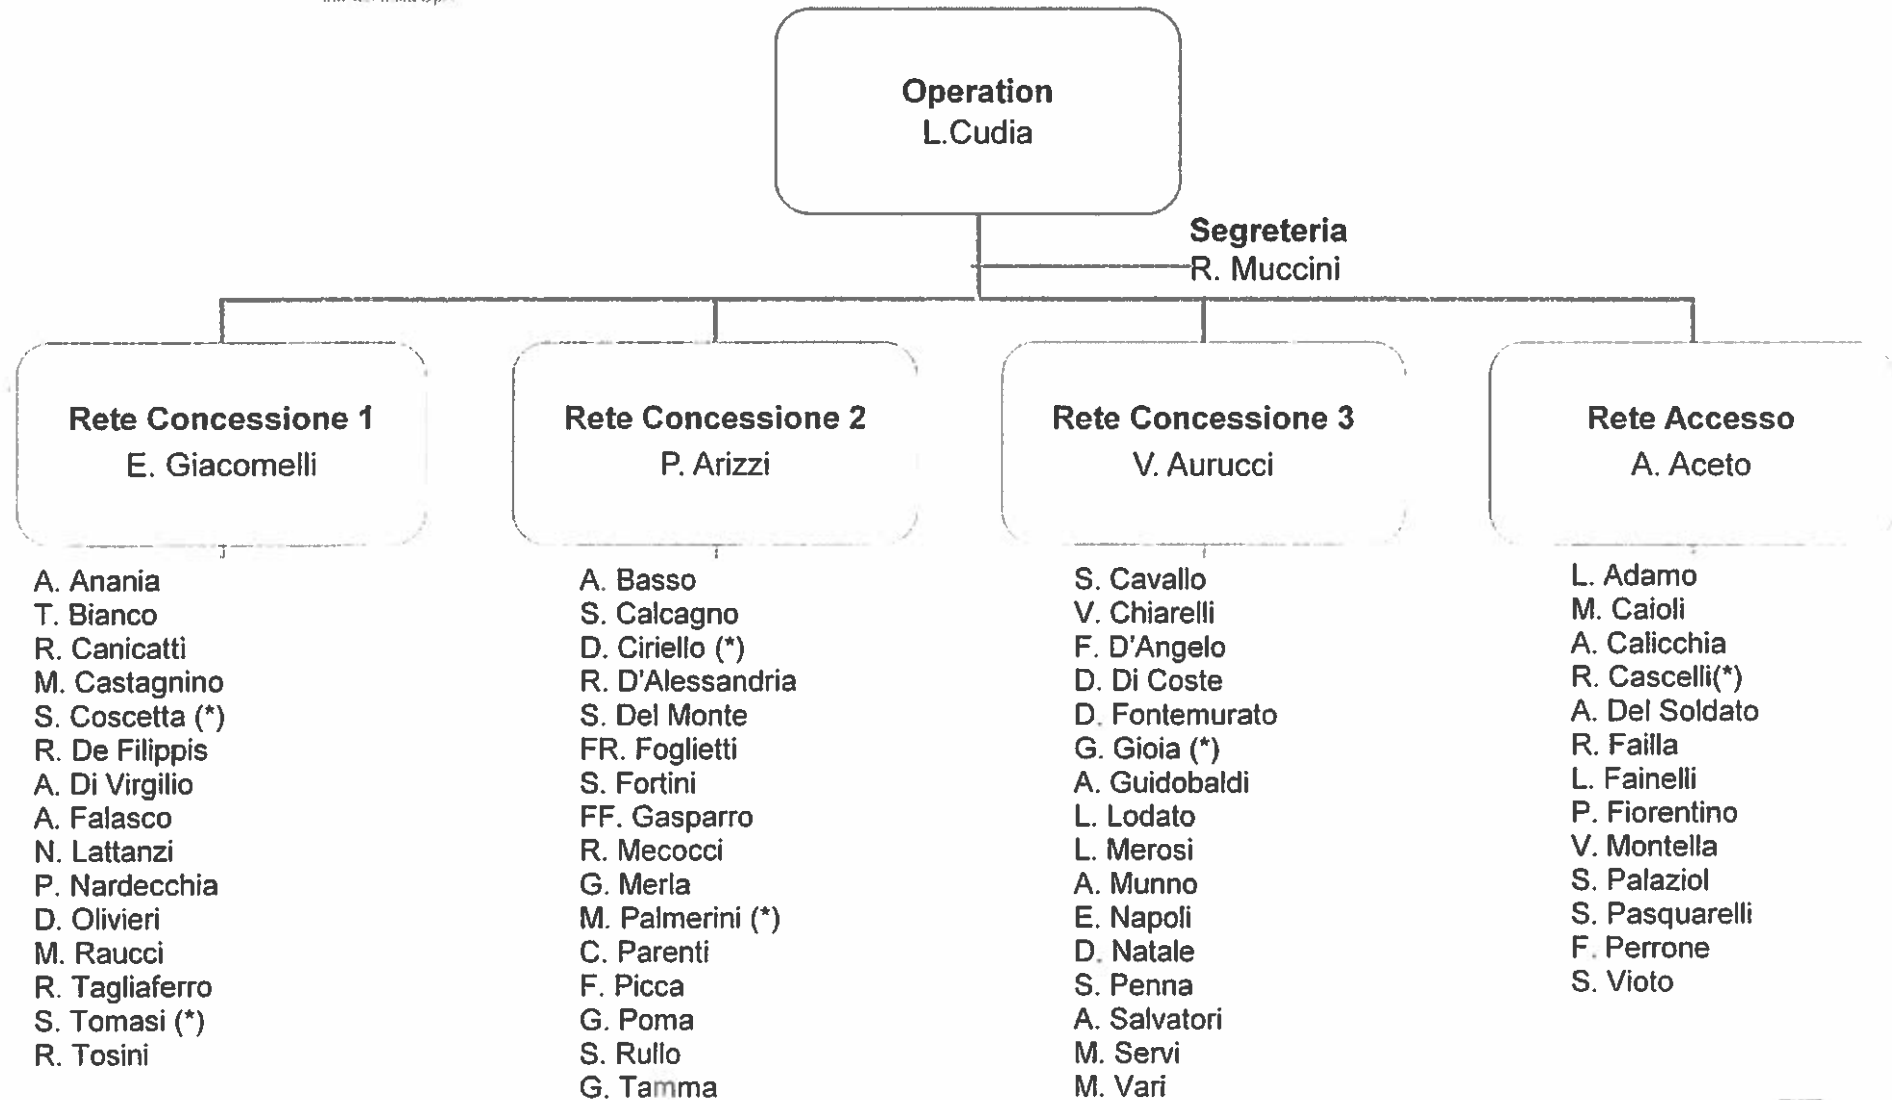 Operation
L.Cudia
Segreteria
R. Muccini
Rete Concessione 1
E. Giacomelli
A. Anania
T. Bianco
R. Canicatti
M. Castagnino
S. Coscetta (*)
R. De Filippis
A. Di Virgilio
A. Falasco
N. Lattanzi
P. Nardecchia
D. Olivieri
M. Raucci
R. Tagliaferro
S. Tomasi (*)
R. Tosini
Rete Concessione 2
P. Arizzi
A. Basso
S. Calcagno
D. Ciriello (*)
R. D'Alessandria
S. Del Monte
FR. Foglietti
S. Fortini
FF. Gasparro
R. Mecocci
G. Merla
M. Palmerini (*)
C. Parenti
F. Picca
G. Poma
S. Rullo
G. Tamma
Rete Concessione 3
V. Aurucci
S. Cavallo
V. Chiarelli
F. D'Angelo
D. Di Coste
D. Fontemurato
G. Gioia (*)
A. Guidobaldi
L. Lodato
L. Merosi
A. Munno
E. Napoli
D. Natale
S. Penna
A. Salvatori
M. Servi
M. Vari
Rete Accesso
A. Aceto
L. Adamo
M. Caioli
A. Calicchia
R. Cascelli(*)
A. Del Soldato
R. Failla
L. Fainelli
P. Fiorentino
V. Montella
S. Palaziol
S. Pasquarelli
F. Perrone
S. Vioto